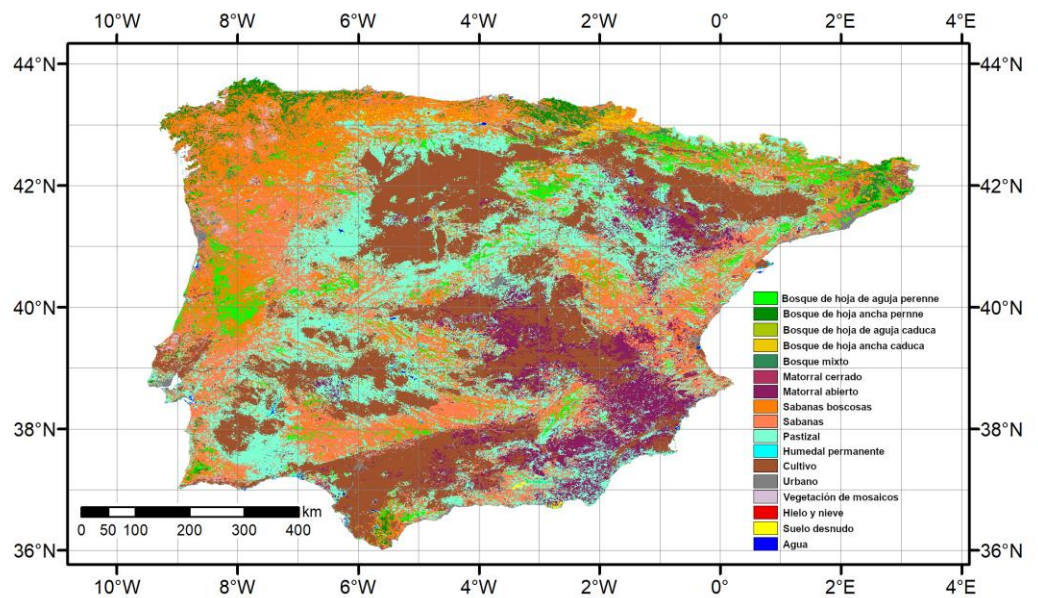 10°W 8°W 6°W 4°W 2°W 0° 2°E 4°E
44°N 44°N
42°N 42°N
40°N 40°N
Bosque de hoja de aguja perenne
Bosque de hoja ancha pernne
Bosque de hoja de aguja caduca
Bosque de hoja ancha caduca
Bosque mixto
Matorral cerrado
Matorral abierto
Sabanas boscosas
Sabanas
38°N 38°N
Pastizal
Humedal permanente
Cultivo
Urbano
Vegetación de mosaicos
Hielo y nieve
Suelo desnudo
Agua
km
0 50 100 200 300 400
36°N 36°N
10°W 8°W 6°W 4°W 2°W 0° 2°E 4°E